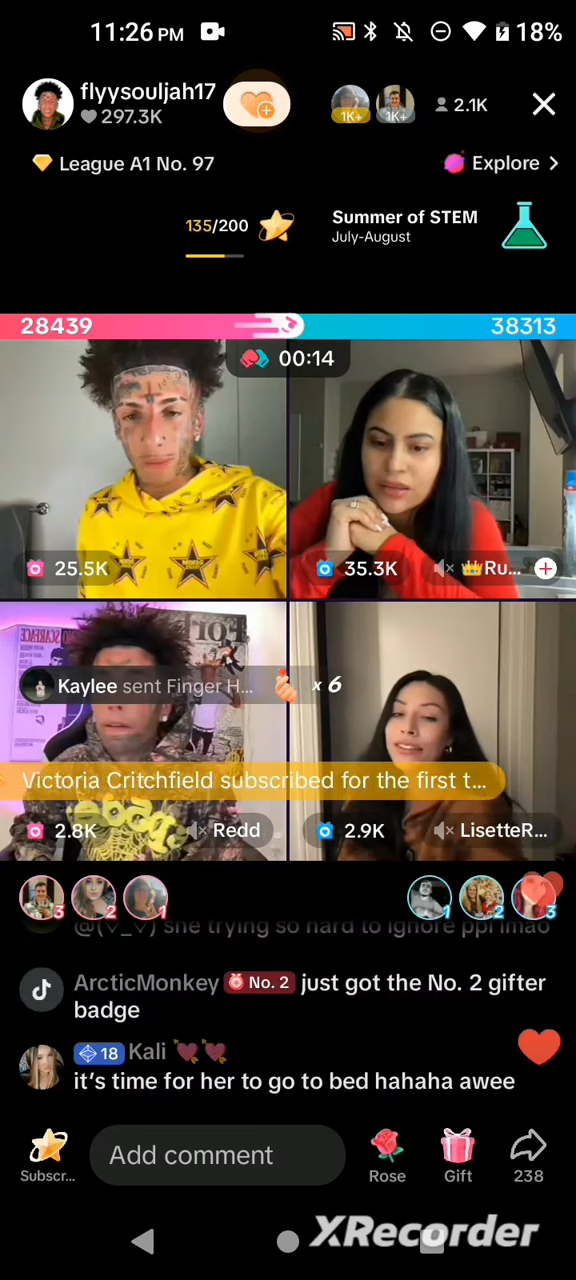 11:26 PM
18%
flyysouljah17
297.3K
1K+
1K+
2.1K
League A1 No. 97
Explore >
135/200
Summer of STEM
July-August
28439
38313
00:14
25.5K
35.3K
Ru...
Kaylee sent Finger H...
x 6
Victoria Critchfield subscribed for the first t...
2.8K
Redd
2.9K
LisetteR...
3
2
1
1
2
3
she trying so hard to ignore ppl lmao
ArcticMonkey No. 2 just got the No. 2 gifter
badge
18 Kali
it's time for her to go to bed hahaha awee
Add comment
Subscr...
Rose
Gift
238
XRecorder